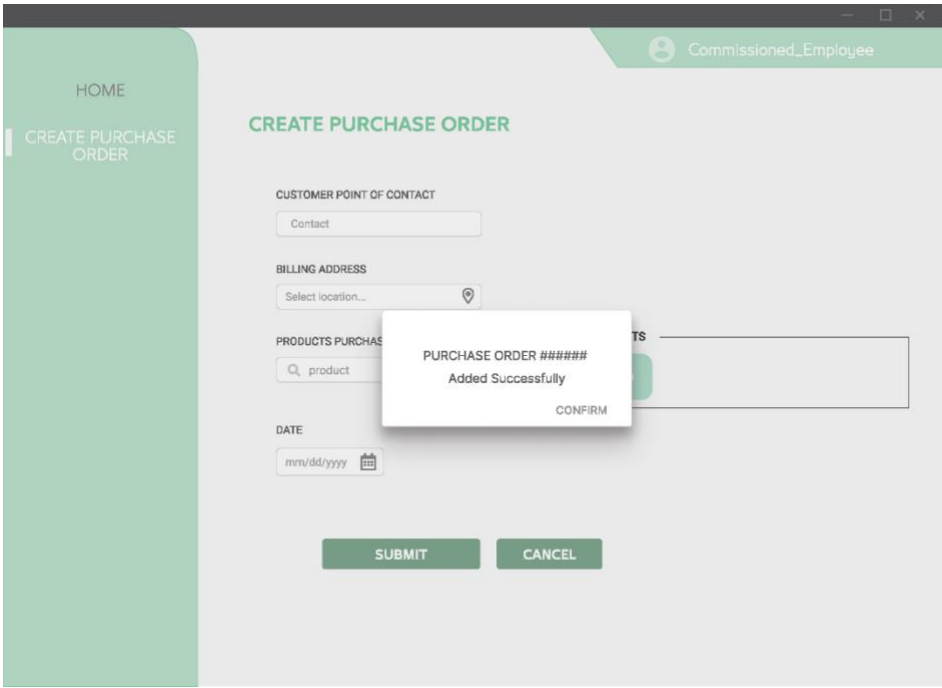 Commissioned_Employee
HOME
CREATE PURCHASE
ORDER
CREATE PURCHASE ORDER
CUSTOMER POINT OF CONTACT
Contact
BILLING ADDRESS
Select location...
PRODUCTS PURCHAS
TS
product
PURCHASE ORDER ######
Added Successfully
CONFIRM
DATE
mm/dd/yyyy
SUBMIT
CANCEL